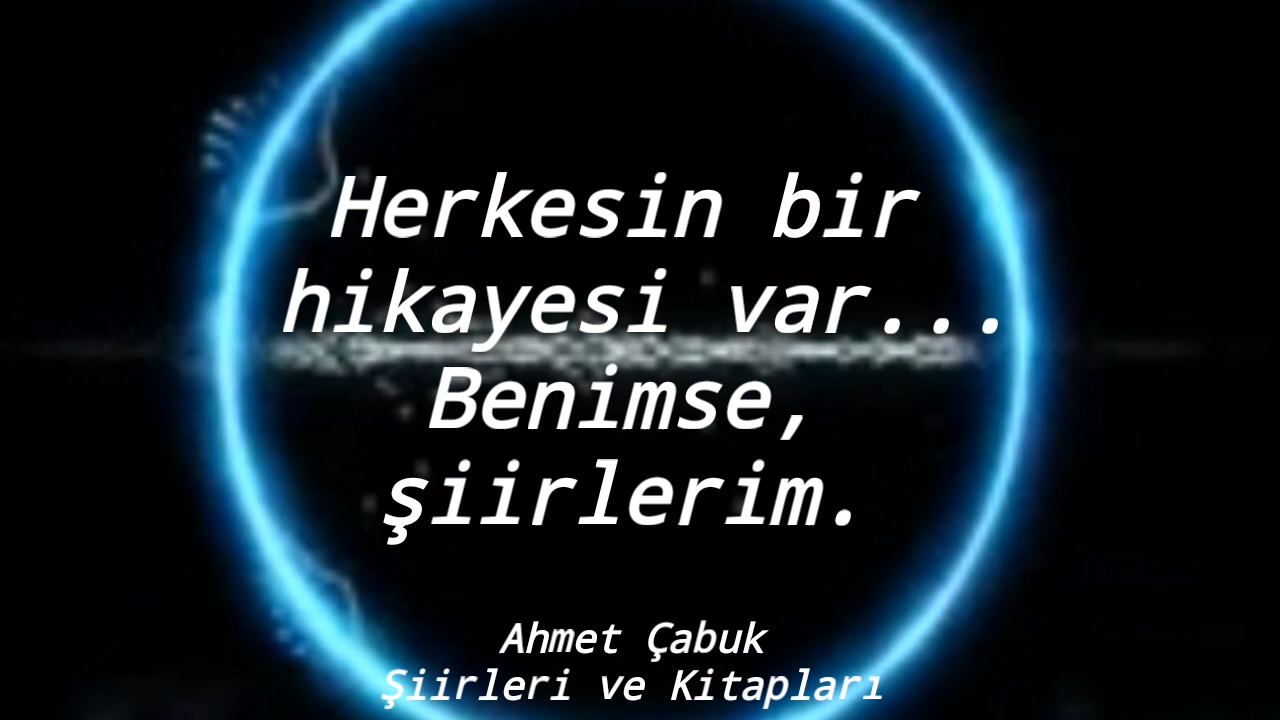 Herkesin bir
hikayesi var...
Benimse,
şiirlerim.
Ahmet Çabuk
Şiirleri ve Kitapları